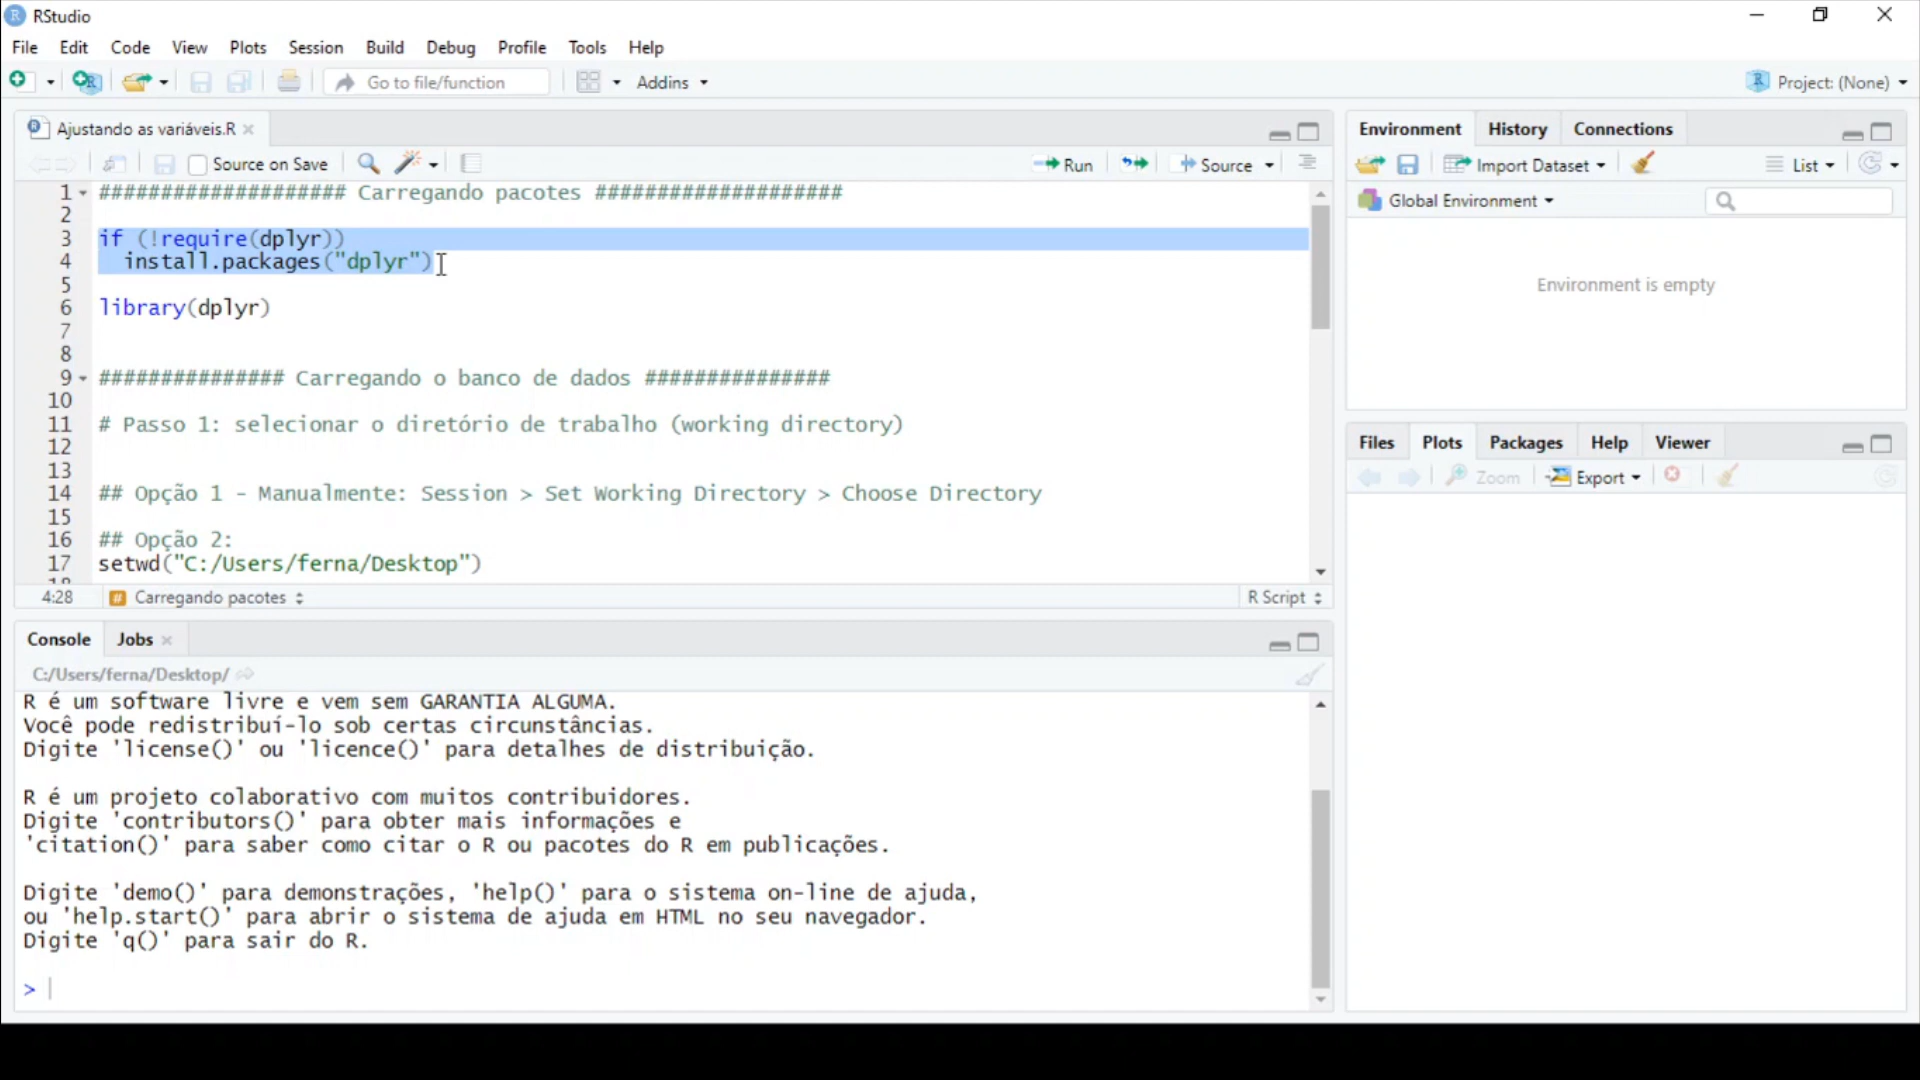 RStudio
File Edit Code View Plots Session Build Debug Profile Tools Help
Go to file/function Addins Project: (None)
Ajustando as variáveis.R
Source on Save Run Source
1 #################### Carregando pacotes ####################
2
3 if (!require(dplyr))
4 install.packages("dplyr")
5
6 library(dplyr)
7
8
9 ############### Carregando o banco de dados ###############
10
11 # Passo 1: selecionar o diretório de trabalho (working directory)
12
13
14 ## Opção 1 - Manualmente: Session > Set Working Directory > Choose Directory
15
16 ## Opção 2:
17 setwd("C:/Users/ferna/Desktop")
18
4:28 # Carregando pacotes R Script
Console Jobs
C:/Users/ferna/Desktop/
R é um software livre e vem sem GARANTIA ALGUMA.
Você pode redistribuí-lo sob certas circunstâncias.
Digite 'license()' ou 'licence()' para detalhes de distribuição.
R é um projeto colaborativo com muitos contribuidores.
Digite 'contributors()' para obter mais informações e
'citation()' para saber como citar o R ou pacotes do R em publicações.
Digite 'demo()' para demonstrações, 'help()' para o sistema on-line de ajuda,
ou 'help.start()' para abrir o sistema de ajuda em HTML no seu navegador.
Digite 'q()' para sair do R.
>
Environment History Connections
Import Dataset List
Global Environment
Environment is empty
Files Plots Packages Help Viewer
Zoom Export